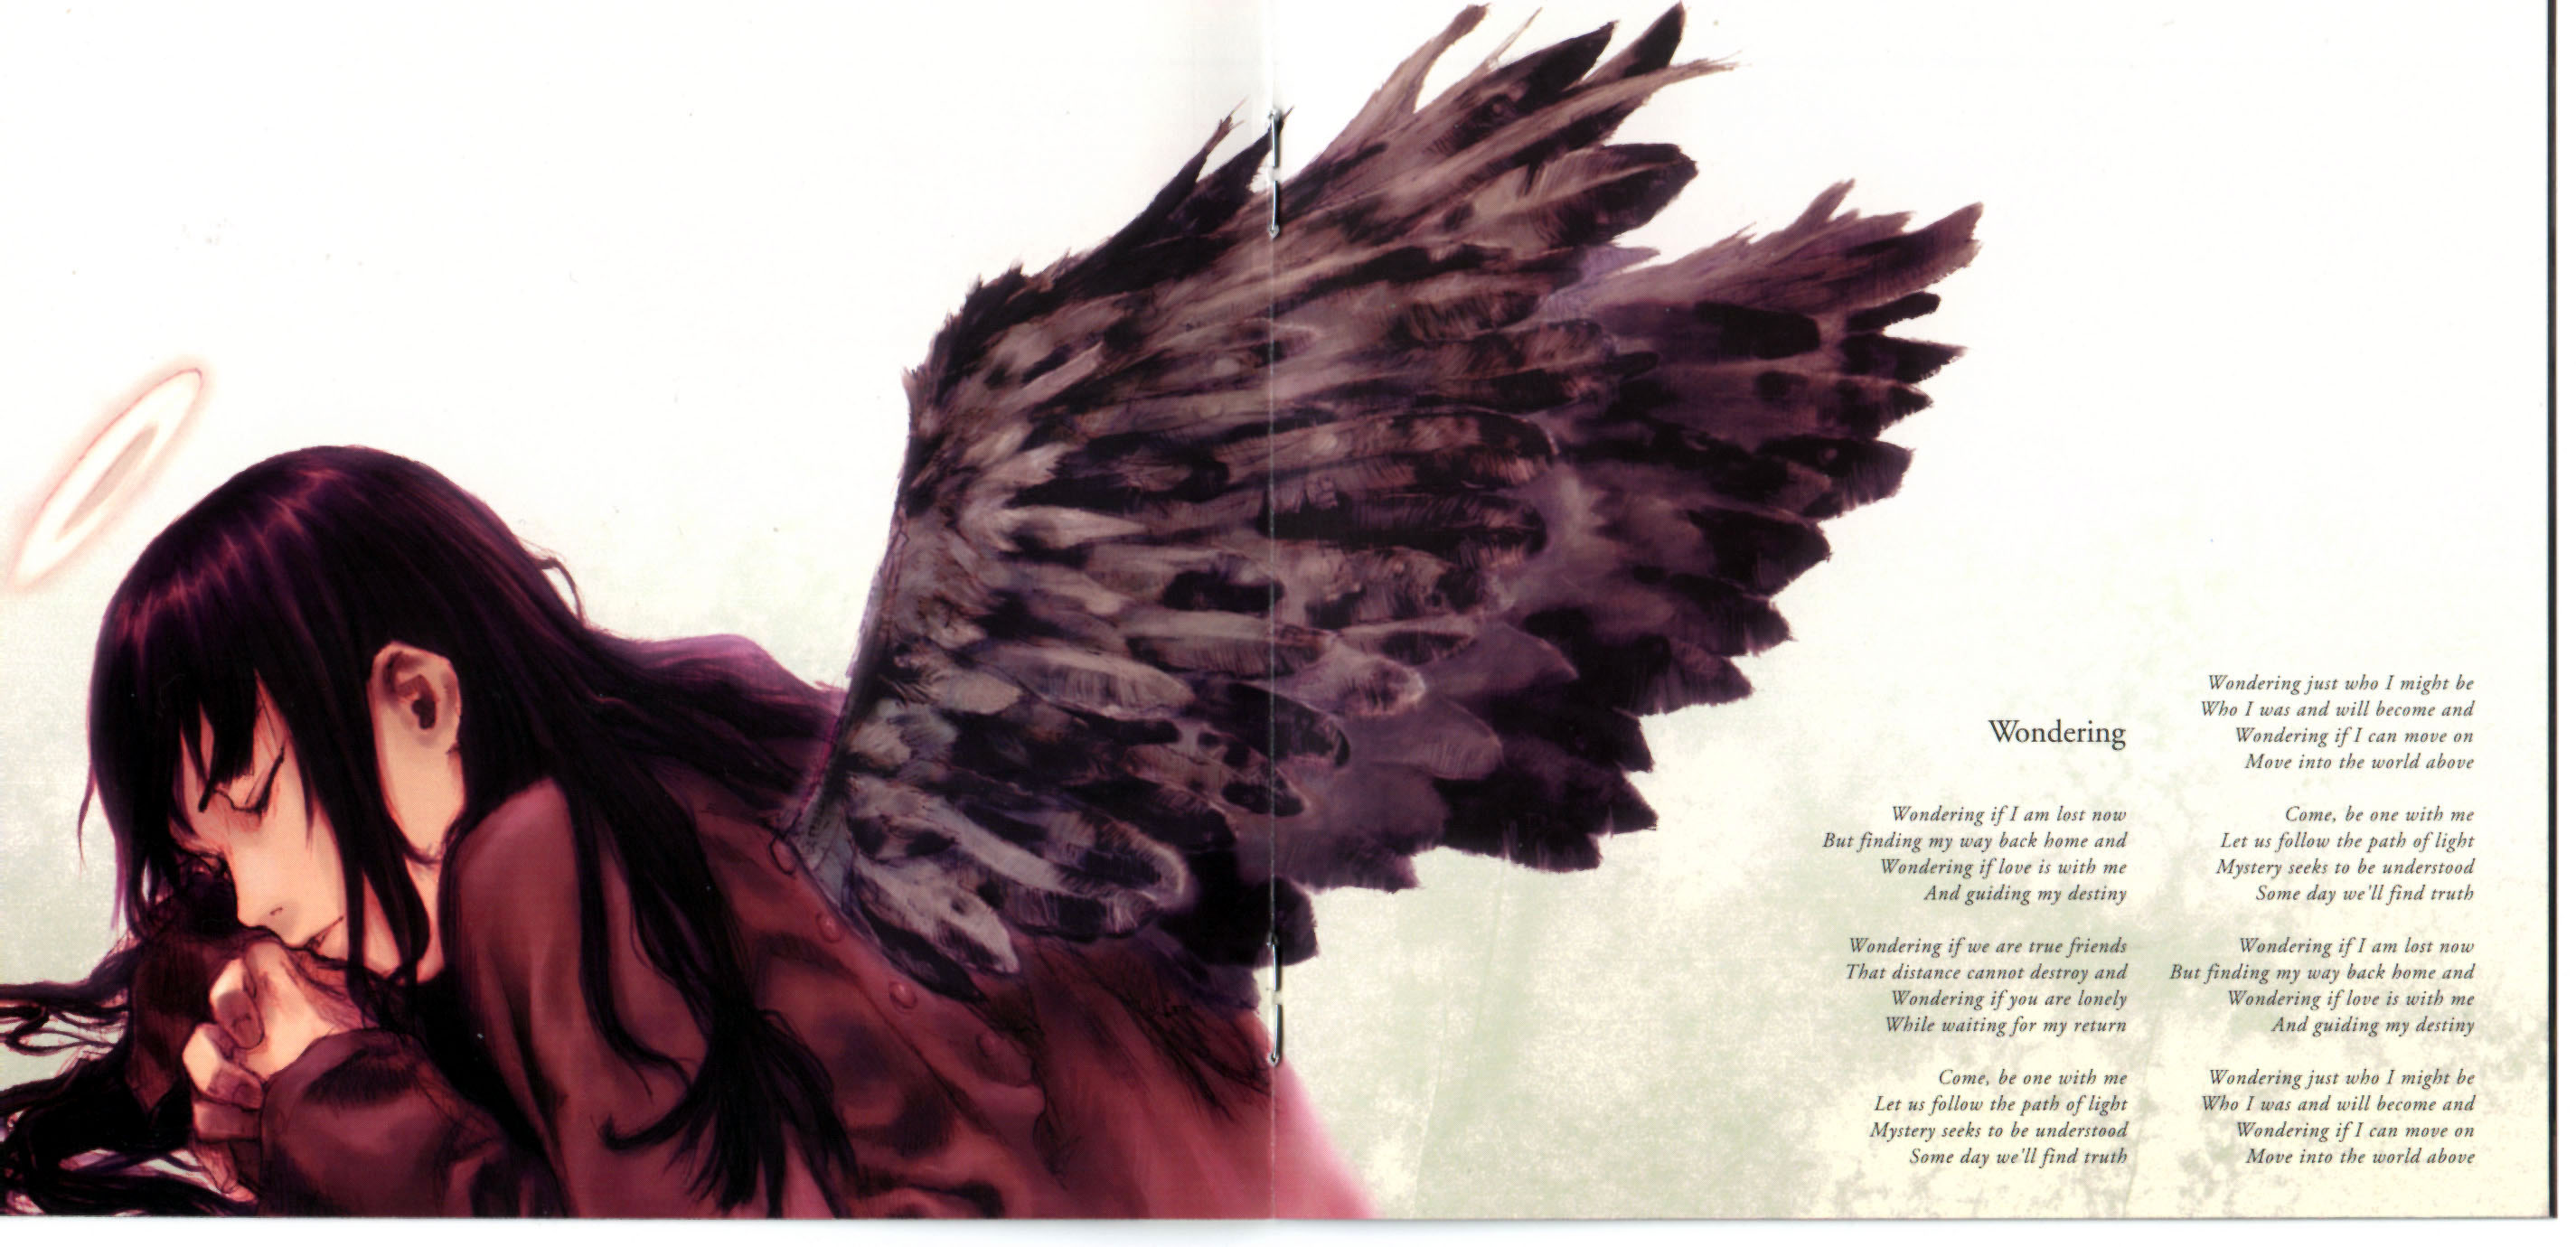 Wondering
Wondering if I am lost now
But finding my way back home and
Wondering if love is with me
And guiding my destiny
Wondering if we are true friends
That distance cannot destroy and
Wondering if you are lonely
While waiting for my return
Come, be one with me
Let us follow the path of light
Mystery seeks to be understood
Some day we'll find truth
Wondering just who I might be
Who I was and will become and
Wondering if I can move on
Move into the world above
Come, be one with me
Let us follow the path of light
Mystery seeks to be understood
Some day we'll find truth
Wondering if I am lost now
But finding my way back home and
Wondering if love is with me
And guiding my destiny
Wondering just who I might be
Who I was and will become and
Wondering if I can move on
Move into the world above